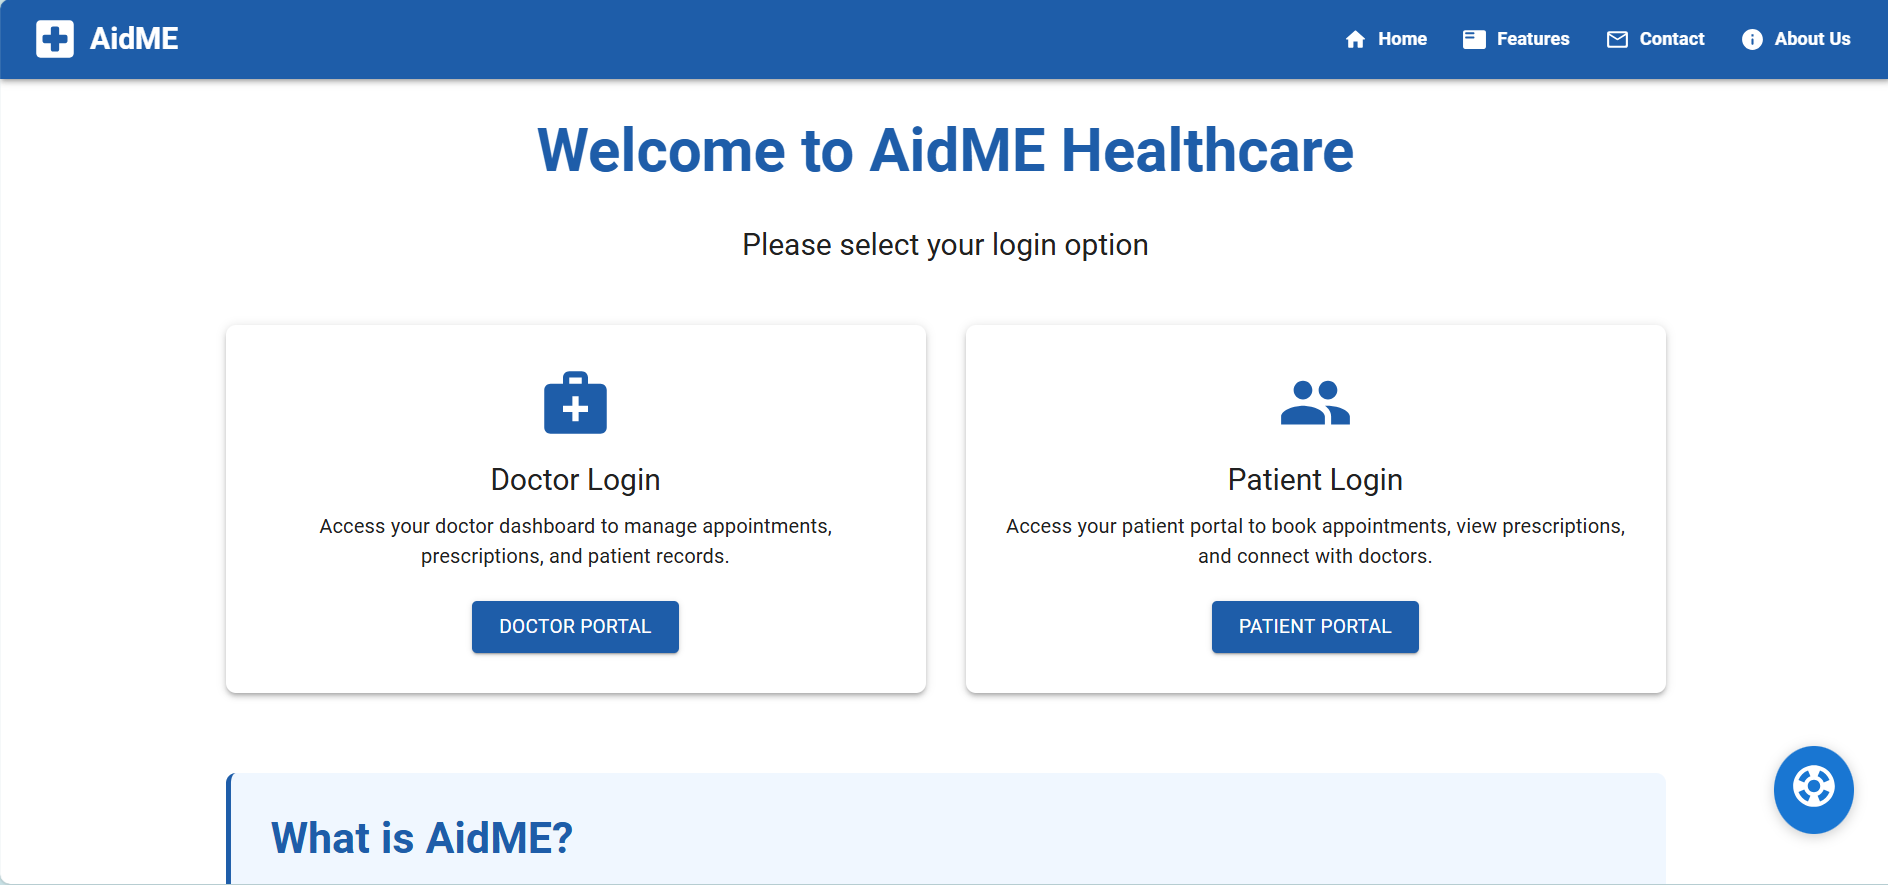 AidME
Home
Features
Contact
About Us
Welcome to AidME Healthcare
Please select your login option
Doctor Login
Access your doctor dashboard to manage appointments,
prescriptions, and patient records.
DOCTOR PORTAL
Patient Login
Access your patient portal to book appointments, view prescriptions,
and connect with doctors.
PATIENT PORTAL
What is AidME?